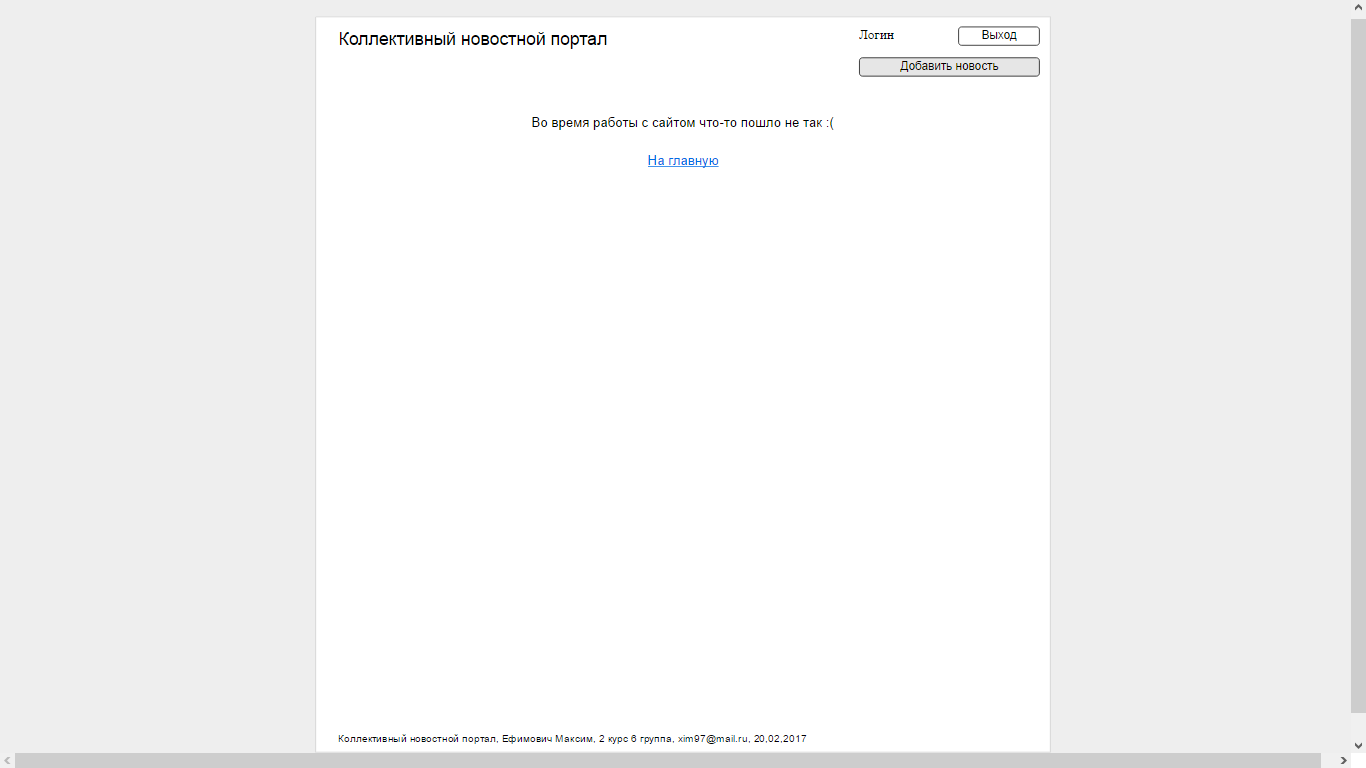 Коллективный новостной портал
Логин
Выход
Добавить новость
Во время работы с сайтом что-то пошло не так :(
На главную
Коллективный новостной портал, Ефимович Максим, 2 курс 6 группа, xim97@mail.ru, 20,02,2017